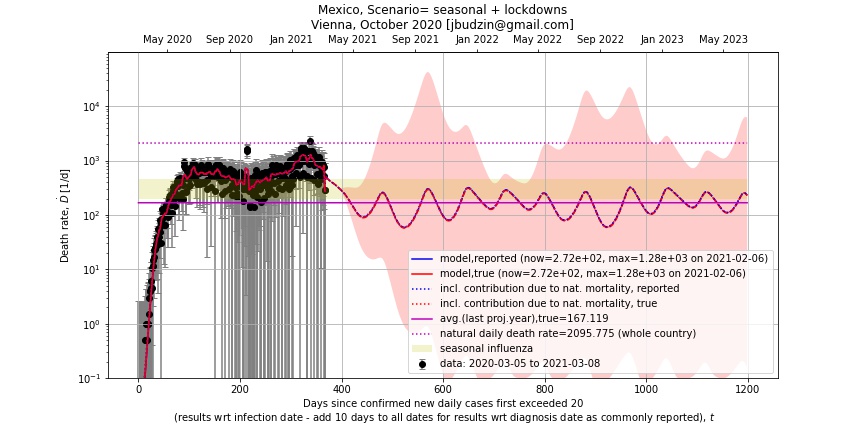 Mexico, Scenario= seasonal + lockdowns
Vienna, October 2020 [jbudzin@gmail.com]
May 2020 Sep 2020 Jan 2021 May 2021 Sep 2021 Jan 2022 May 2022 Sep 2022 Jan 2023 May 2023
Death rate, D [1/d]
10⁴
10³
10²
10¹
10⁰
10⁻¹
model,reported (now=2.72e+02, max=1.28e+03 on 2021-02-06)
model,true (now=2.72e+02, max=1.28e+03 on 2021-02-06)
incl. contribution due to nat. mortality, reported
incl. contribution due to nat. mortality, true
avg.(last proj.year),true=167.119
natural daily death rate=2095.775 (whole country)
seasonal influenza
data: 2020-03-05 to 2021-03-08
0 200 400 600 800 1000 1200
Days since confirmed new daily cases first exceeded 20
(results wrt infection date - add 10 days to all dates for results wrt diagnosis date as commonly reported), t